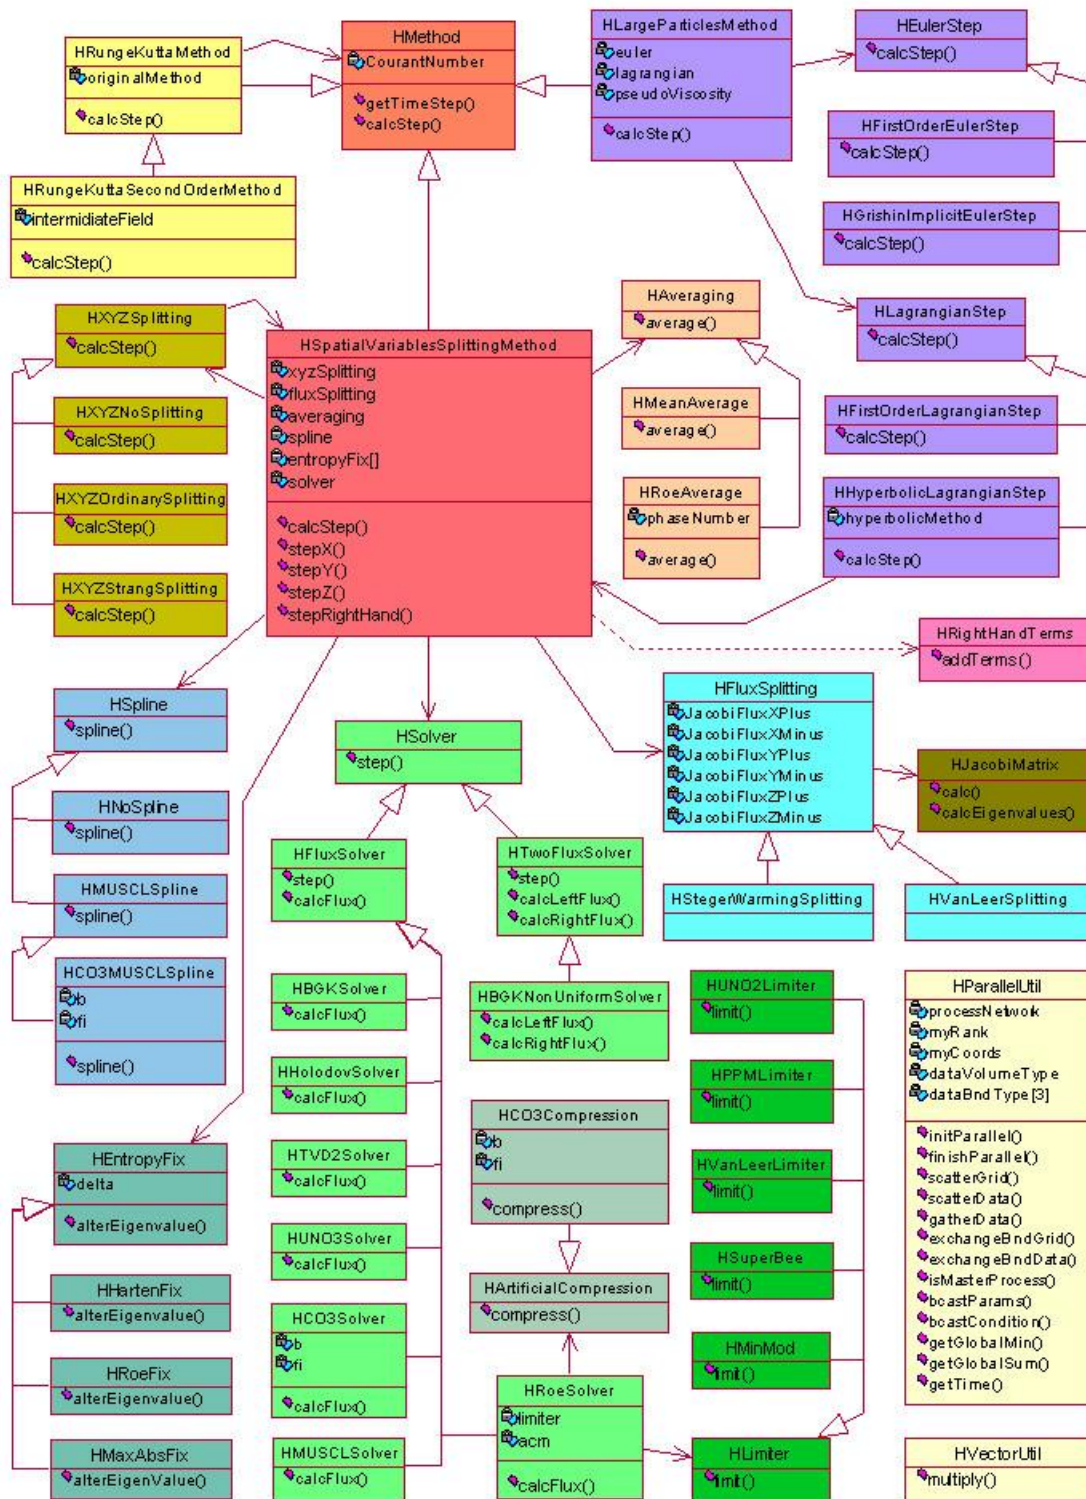 HRungeKuttaMethod
originalMethod
calcStep()
HMethod
CourantNumber
getTimeStep()
calcStep()
HLargeParticlesMethod
euler
lagrangian
pseudoViscosity
calcStep()
HEulerStep
calcStep()
HFirstOrderEulerStep
calcStep()
HGrishinImplicitEulerStep
calcStep()
HRungeKuttaSecondOrderMethod
intermidiateField
calcStep()
HXYZSplitting
calcStep()
HXYZNoSplitting
calcStep()
HXYZOrdinarySplitting
calcStep()
HXYZStrangSplitting
calcStep()
HSpatialVariablesSplittingMethod
xyzSplitting
fluxSplitting
averaging
spline
entropyFix[]
solver
calcStep()
stepX()
stepY()
stepZ()
stepRightHand()
HAveraging
average()
HMeanAverage
average()
HRoeAverage
phaseNumber
average()
HLagrangianStep
calcStep()
HFirstOrderLagrangianStep
calcStep()
HHyperbolicLagrangianStep
hyperbolicMethod
calcStep()
HRightHandTerms
addTerms()
HSpline
spline()
HNoSpline
spline()
HMUSCLSpline
spline()
HCO3MUSCLSpline
b
fi
spline()
HSolver
step()
HFluxSplitting
JacobiFluxXPlus
JacobiFluxXMinus
JacobiFluxYPlus
JacobiFluxYMinus
JacobiFluxZPlus
JacobiFluxZMinus
HJacobiMatrix
calc()
calcEigenvalues()
HStegerWarmingSplitting
HVanLeerSplitting
HFluxSolver
step()
calcFlux()
HTwoFluxSolver
step()
calcLeftFlux()
calcRightFlux()
HBGKSolver
calcFlux()
HBGKNonUniformSolver
calcLeftFlux()
calcRightFlux()
HHolodovSolver
calcFlux()
HTVD2Solver
calcFlux()
HUNO3Solver
calcFlux()
HCO3Solver
b
fi
calcFlux()
HMUSCLSolver
calcFlux()
HEntropyFix
delta
alterEigenvalue()
HHartenFix
alterEigenvalue()
HRoeFix
alterEigenvalue()
HMaxAbsFix
alterEigenValue()
HCO3Compression
b
fi
compress()
HArtificialCompression
compress()
HRoeSolver
limiter
acm
calcFlux()
HUNO2Limiter
limit()
HPPMLimiter
limit()
HVanLeerLimiter
limit()
HSuperBee
limit()
HMinMod
limit()
HLimiter
limit()
HParallelUtil
processNetwork
myRank
myCoords
dataVolumeType
dataBndType[3]
initParallel()
finishParallel()
scatterGrid()
scatterData()
gatherData()
exchangeBndGrid()
exchangeBndData()
isMasterProcess()
bcastParams()
bcastCondition()
getGlobalMin()
getGlobalSum()
getTime()
HVectorUtil
multiply()